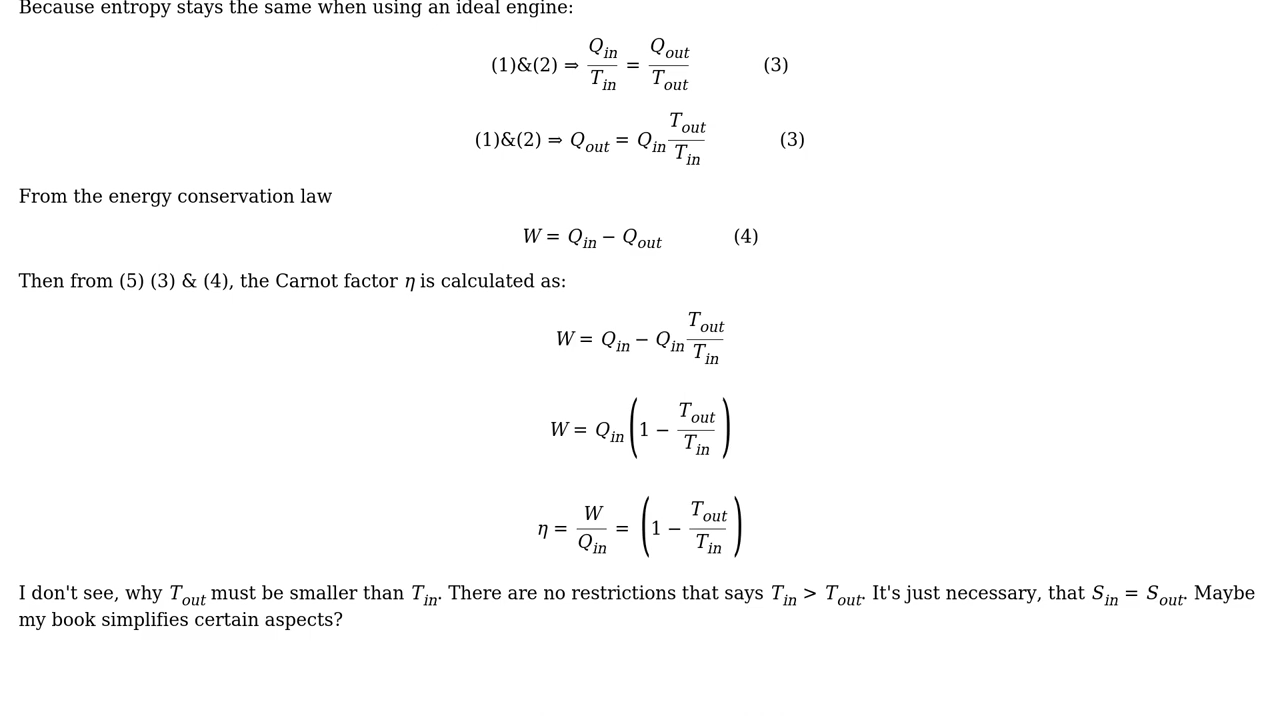 Because entropy stays the same when using an ideal engine:
(1)&(2) ⇒ Q_in/T_in = Q_out/T_out (3)
(1)&(2) ⇒ Q_out = Q_in T_out/T_in (3)
From the energy conservation law
W = Q_in − Q_out (4)
Then from (5) (3) & (4), the Carnot factor η is calculated as:
W = Q_in − Q_in T_out/T_in
W = Q_in (1 − T_out/T_in)
η = W/Q_in = (1 − T_out/T_in)
I don't see, why T_out must be smaller than T_in. There are no restrictions that says T_in > T_out. It's just necessary, that S_in = S_out. Maybe
my book simplifies certain aspects?